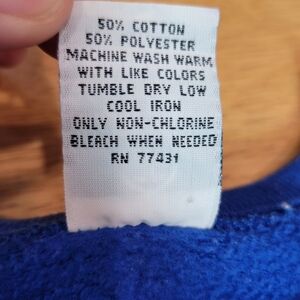 50% COTTON
50% POLYESTER
MACHINE WASH WARM
WITH LIKE COLORS
TUMBLE DRY LOW
COOL IRON
ONLY NON-CHLORINE
BLEACH WHEN NEEDED
RN 77431